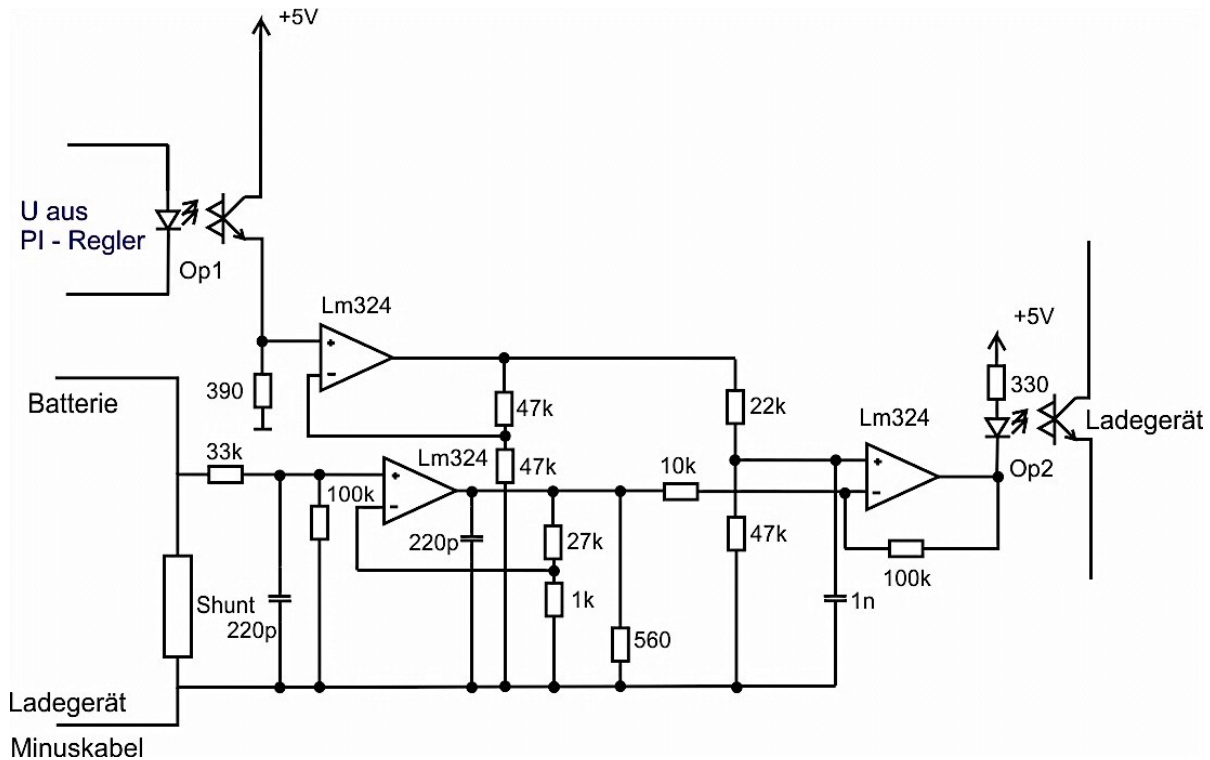 +5V
U aus
PI - Regler
Op1
Lm324
+
-
390
47k
Batterie
33k
100k
Lm324
+
-
47k
220p
27k
1k
Shunt
220p
560
10k
22k
47k
Lm324
+
-
100k
1n
+5V
330
Op2
Ladegerät
Ladegerät
Minuskabel